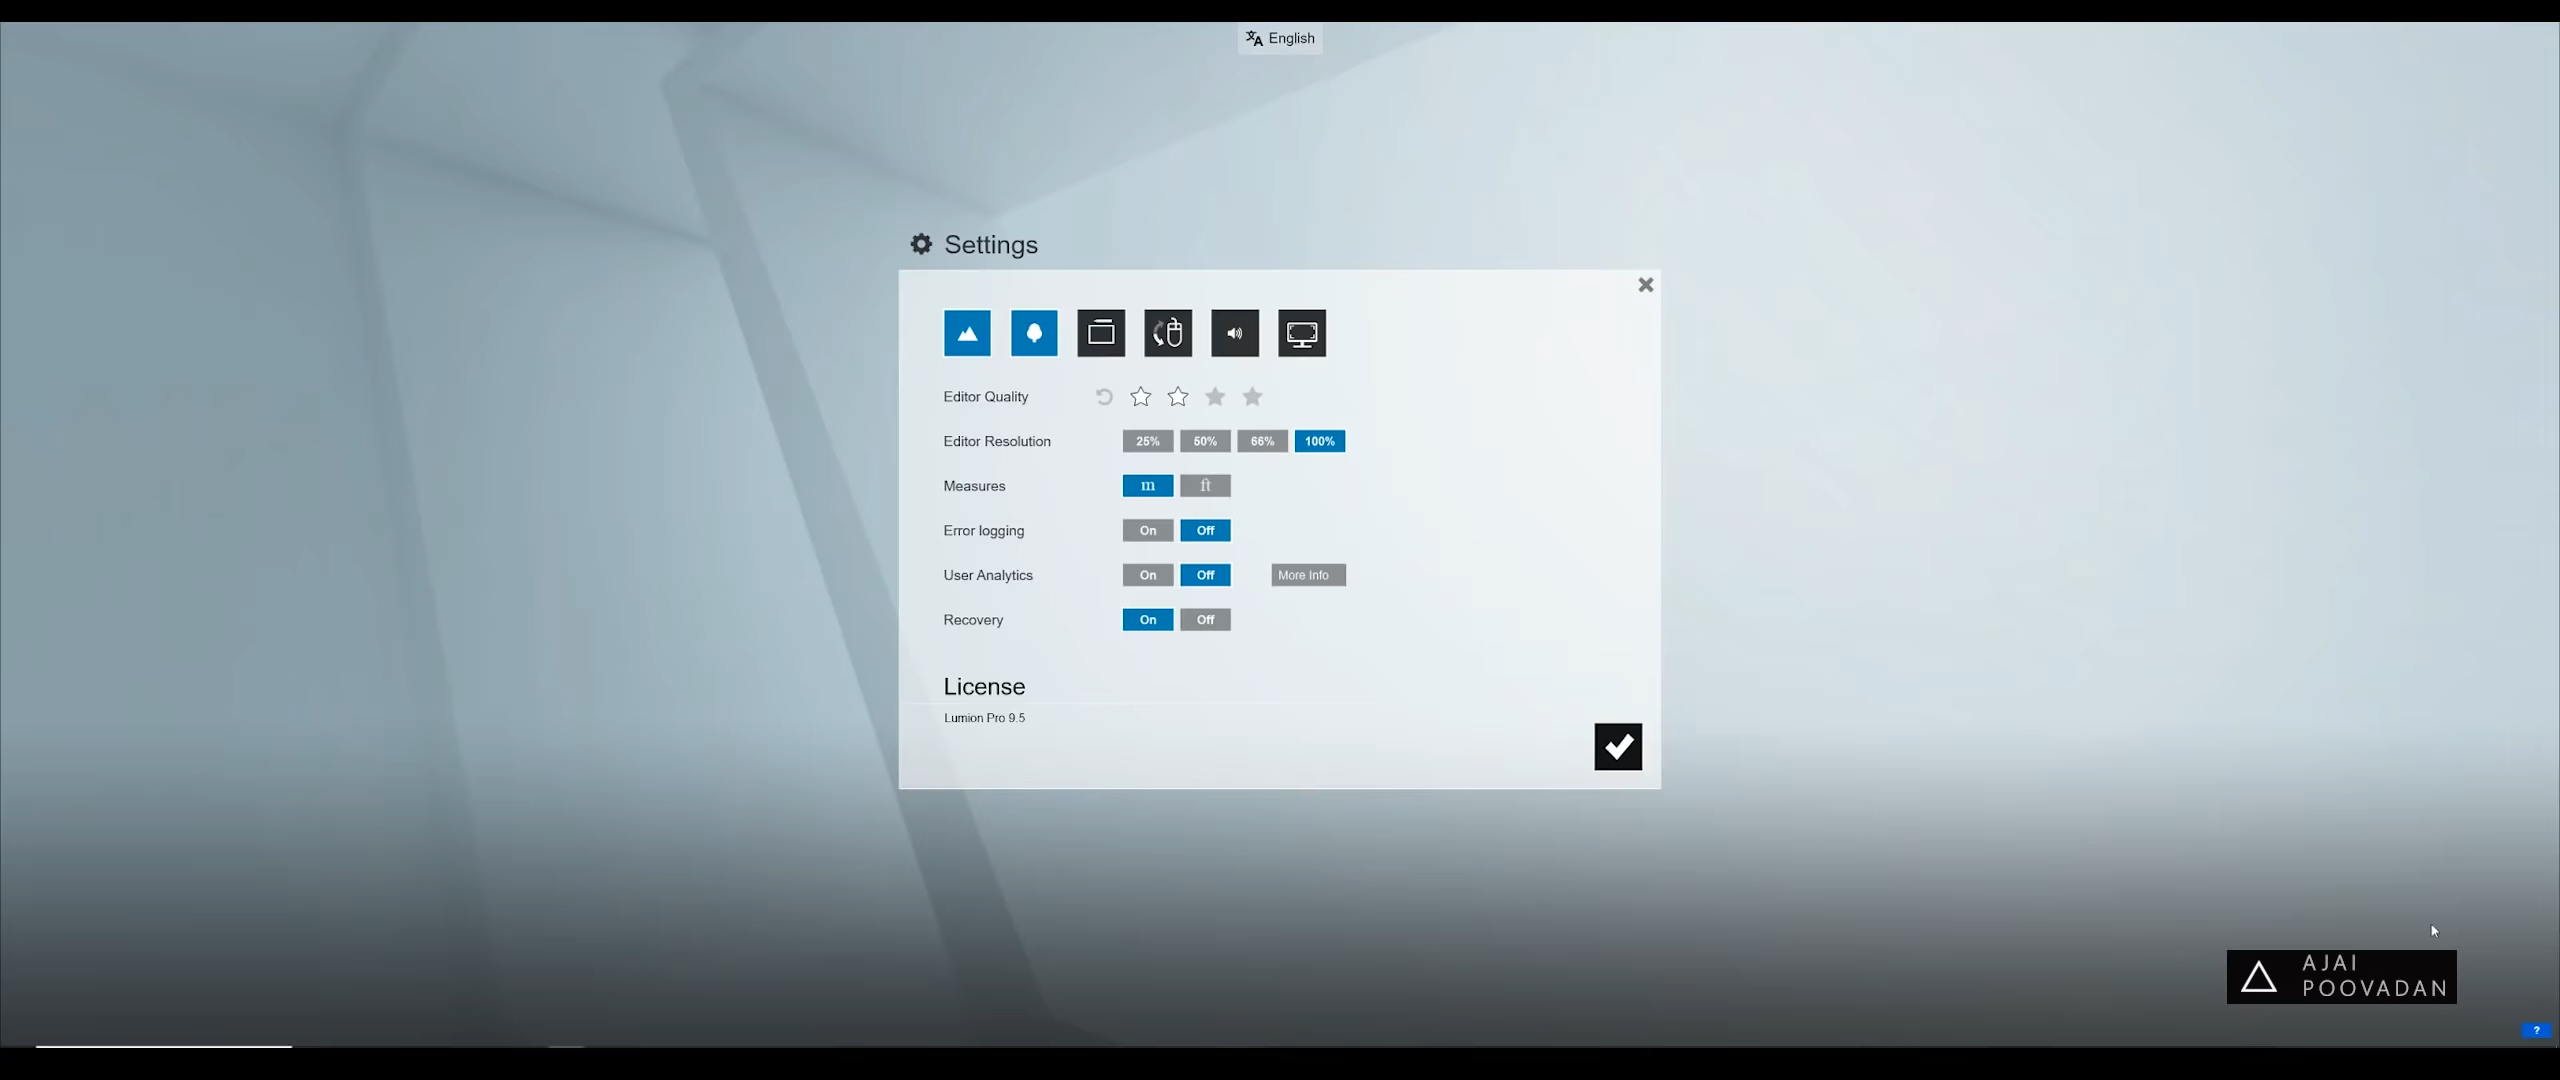 English
Settings
Editor Quality
Editor Resolution 25% 50% 66% 100%
Measures m ft
Error logging On Off
User Analytics On Off More Info
Recovery On Off
License
Lumion Pro 9.5
AJAI
POOVADAN
?